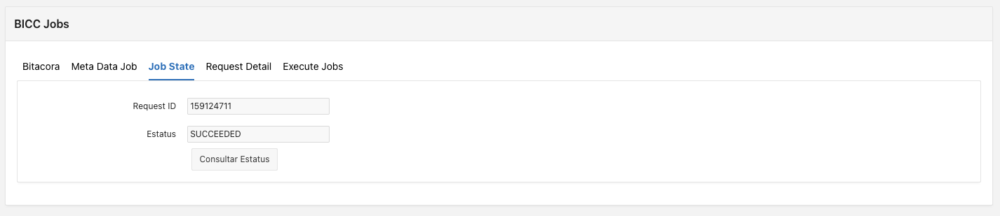 BICC Jobs
Bitacora Meta Data Job Job State Request Detail Execute Jobs
Request ID 159124711
Estatus SUCCEEDED
Consultar Estatus